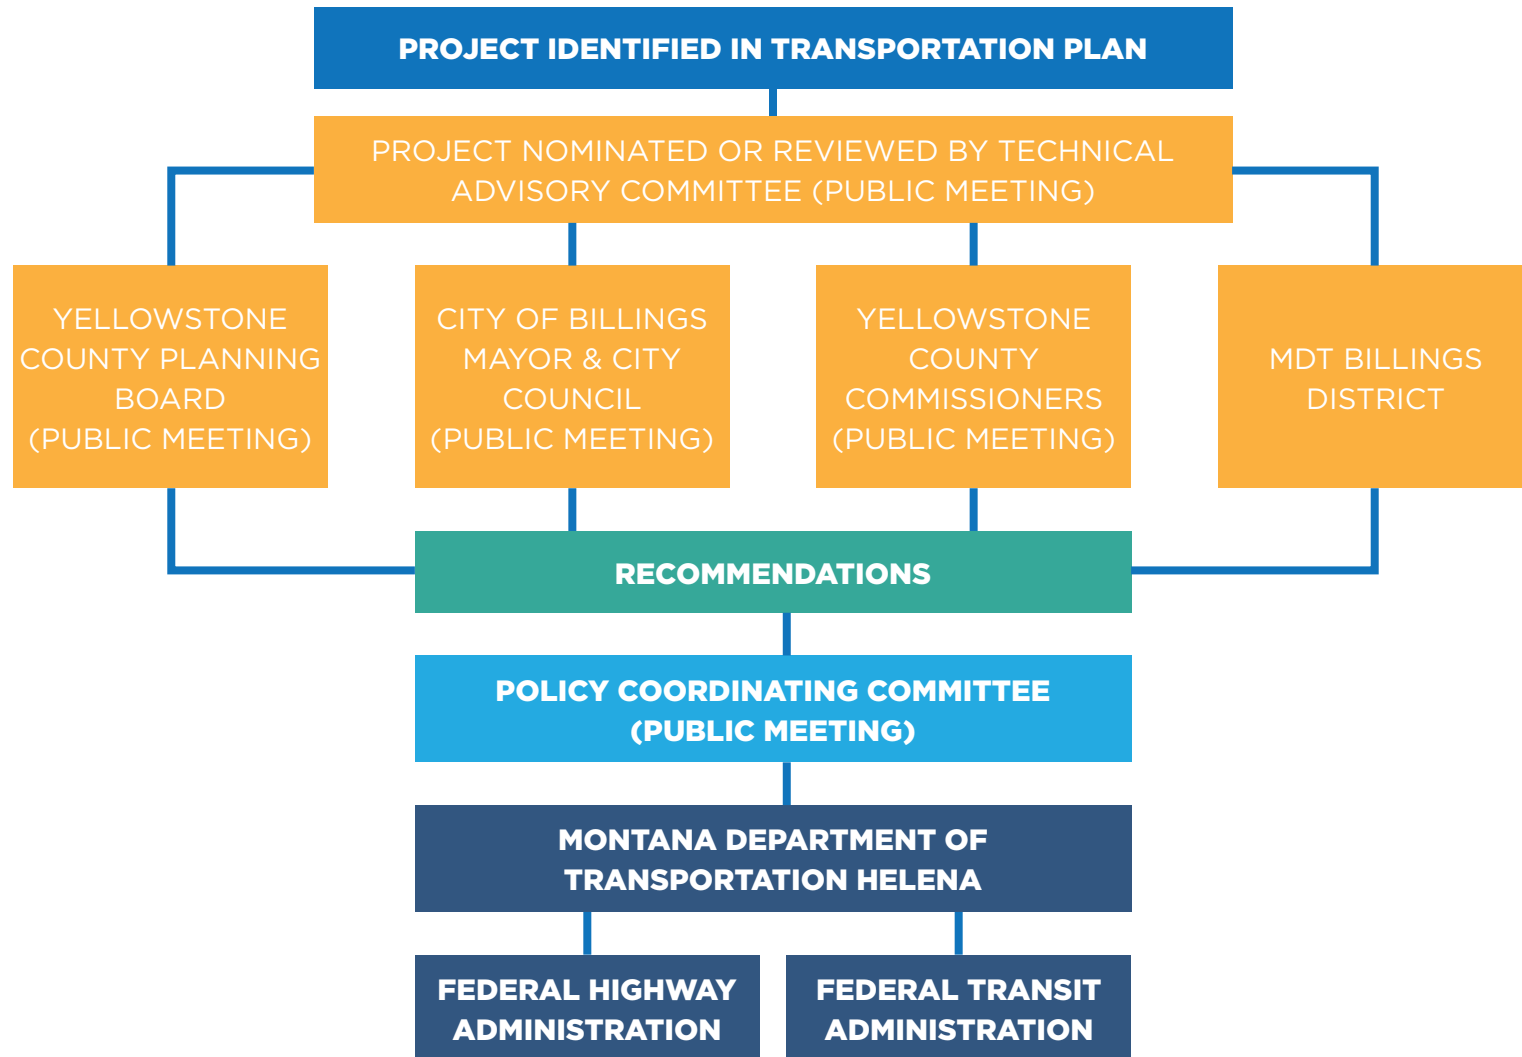 PROJECT IDENTIFIED IN TRANSPORTATION PLAN
PROJECT NOMINATED OR REVIEWED BY TECHNICAL
ADVISORY COMMITTEE (PUBLIC MEETING)
YELLOWSTONE
COUNTY PLANNING
BOARD
(PUBLIC MEETING)
CITY OF BILLINGS
MAYOR & CITY
COUNCIL
(PUBLIC MEETING)
YELLOWSTONE
COUNTY
COMMISSIONERS
(PUBLIC MEETING)
MDT BILLINGS
DISTRICT
RECOMMENDATIONS
POLICY COORDINATING COMMITTEE
(PUBLIC MEETING)
MONTANA DEPARTMENT OF
TRANSPORTATION HELENA
FEDERAL HIGHWAY
ADMINISTRATION
FEDERAL TRANSIT
ADMINISTRATION